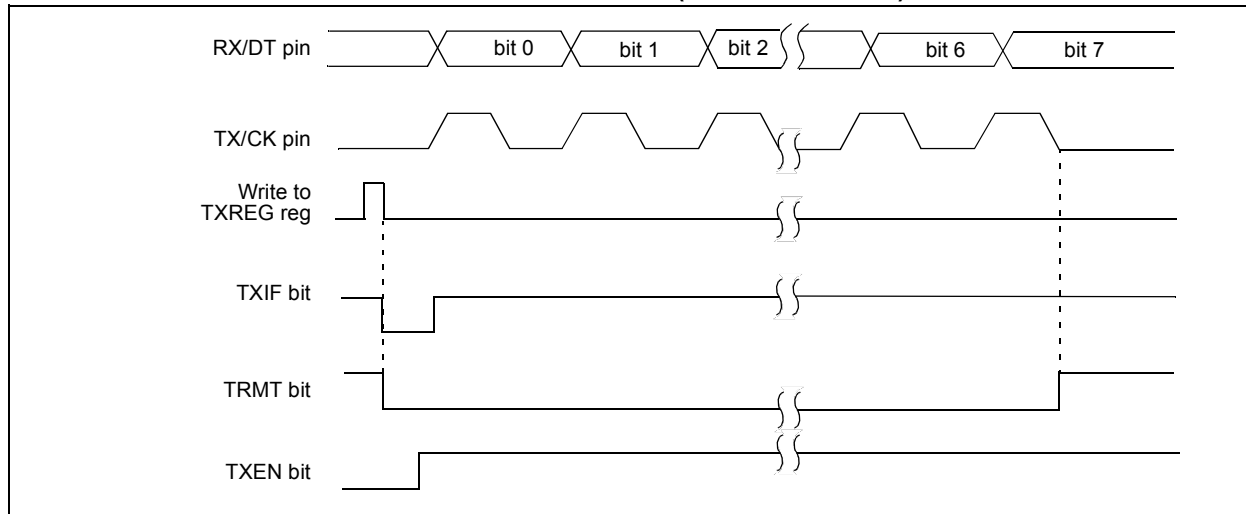 RX/DT pin
bit 0
bit 1
bit 2
bit 6
bit 7
TX/CK pin
Write to
TXREG reg
TXIF bit
TRMT bit
TXEN bit